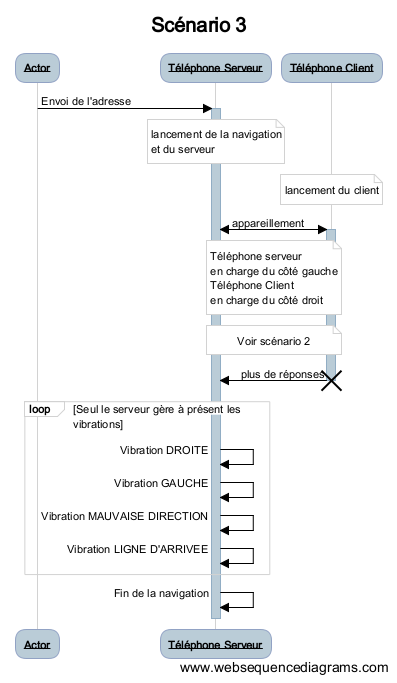 Scénario 3
Actor
Téléphone Serveur
Téléphone Client
Envoi de l'adresse
lancement de la navigation
et du serveur
lancement du client
appareillement
Téléphone serveur
en charge du côté gauche
Téléphone Client
en charge du côté droit
Voir scénario 2
plus de réponses
loop
[Seul le serveur gère à présent les
vibrations]
Vibration DROITE
Vibration GAUCHE
Vibration MAUVAISE DIRECTION
Vibration LIGNE D'ARRIVEE
Fin de la navigation
Actor
Téléphone Serveur
www.websequencediagrams.com